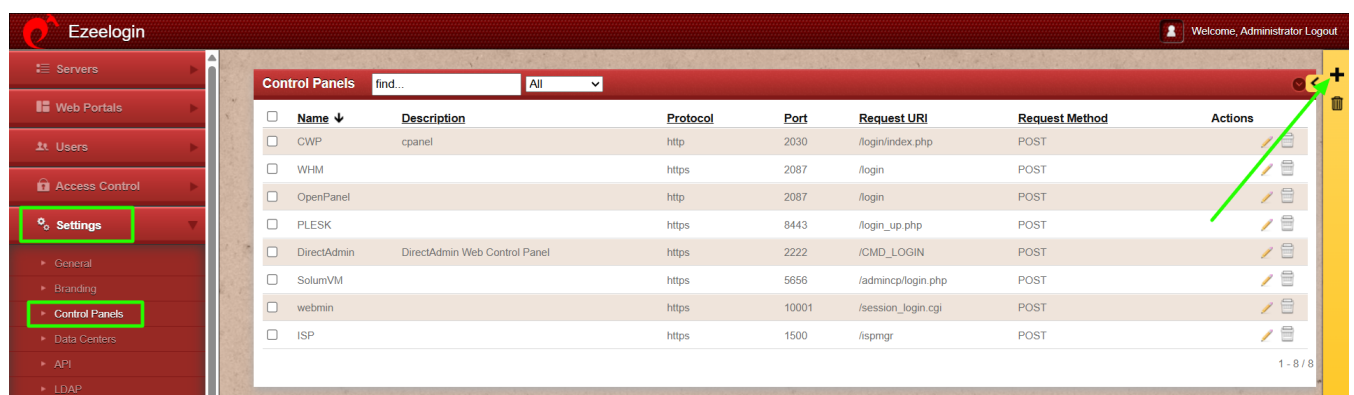 Ezeelogin
Welcome, Administrator Logout
Servers
Web Portals
Users
Access Control
Settings
General
Branding
Control Panels
Data Centers
API
LDAP
Control Panels find... All
Name Description Protocol Port Request URI Request Method Actions
CWP cpanel http 2030 /login/index.php POST
WHM https 2087 /login POST
OpenPanel http 2087 /login POST
PLESK https 8443 /login_up.php POST
DirectAdmin DirectAdmin Web Control Panel https 2222 /CMD_LOGIN POST
SolumVM https 5656 /admincp/login.php POST
webmin https 10001 /session_login.cgi POST
ISP https 1500 /ispmgr POST
1 - 8 / 8